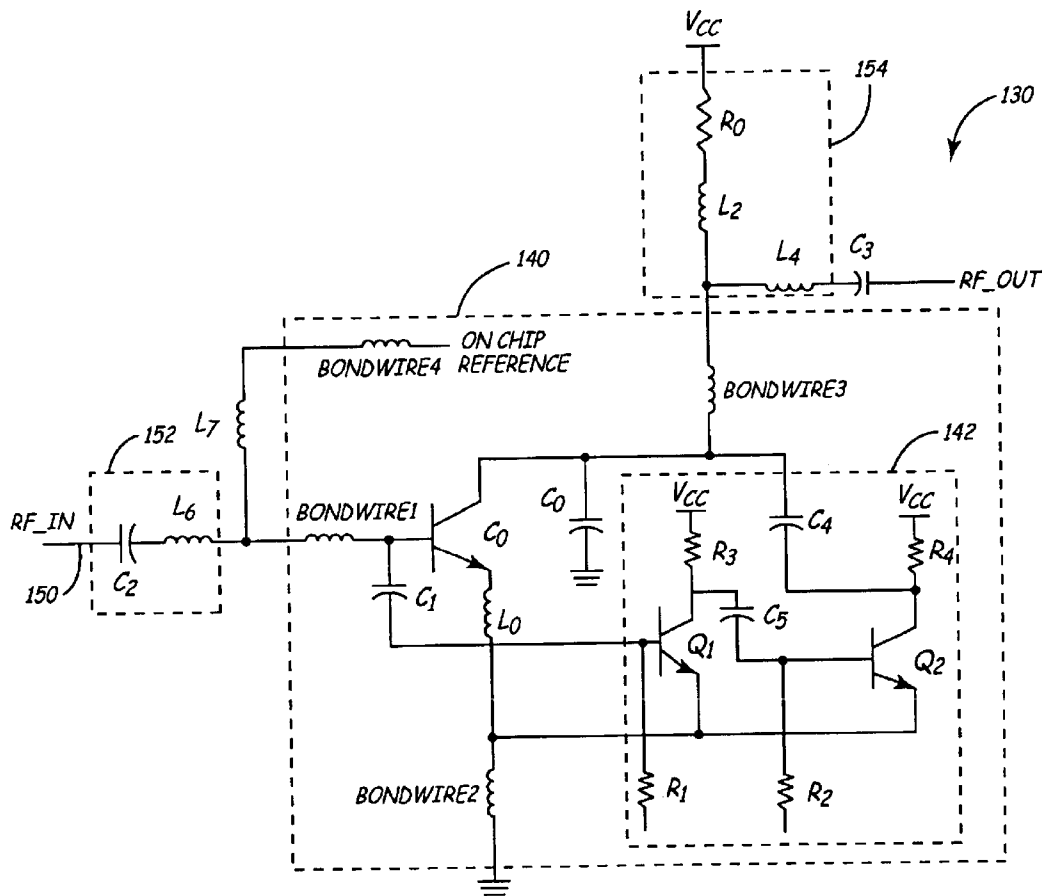 VCC
154
130
R0
L2
L4
C3
RF_OUT
140
ON CHIP
REFERENCE
BONDWIRE4
BONDWIRE3
L7
152
142
RF_IN
L6
BONDWIRE1
C0
C0
VCC
C4
VCC
R3
R4
C2
150
C1
L0
C5
Q1
Q2
BONDWIRE2
R1
R2